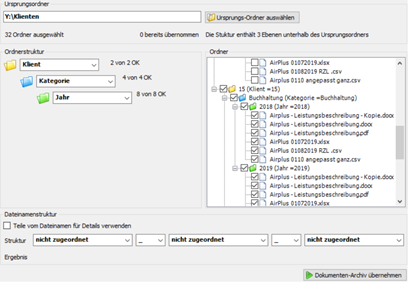 Ursprungsordner
Y:\Klienten
Ursprungs-Ordner auswählen
32 Ordner ausgewählt
0 bereits übernommen
Die Stuktur enthält 3 Ebenen unterhalb des Ursprungsordners
Ordnerstruktur
Klient
2 von 2 OK
Kategorie
4 von 4 OK
Jahr
8 von 8 OK
Ordner
AirPlus 01072019.xlsx
AirPlus 01082019 RZL .csv
AirPlus 0110 angepasst ganz.csv
15 (Klient =15)
Buchhaltung (Kategorie =Buchhaltung)
2018 (Jahr =2018)
Airplus - Leistungsbeschreibung - Kopie.docx
Airplus - Leistungsbeschreibung.docx
Airplus - Leistungsbeschreibung.pdf
AirPlus 01072019.xlsx
AirPlus 01082019 RZL .csv
AirPlus 0110 angepasst ganz.csv
2019 (Jahr =2019)
Airplus - Leistungsbeschreibung - Kopie.docx
Airplus - Leistungsbeschreibung.docx
Airplus - Leistungsbeschreibung.pdf
AirPlus 01072019.xlsx
Dateinamenstruktur
Teile vom Dateinamen für Details verwenden
Struktur
nicht zugeordnet
_
nicht zugeordnet
_
nicht zugeordnet
Ergebnis
Dokumenten-Archiv übernehmen